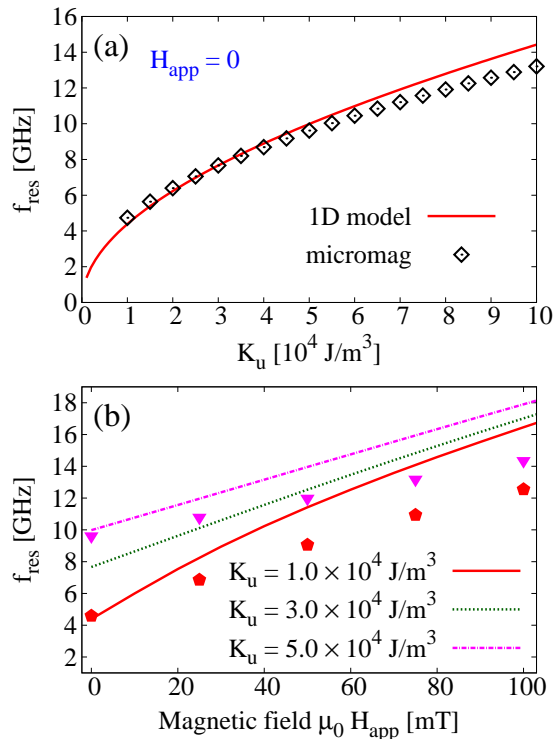 (a)
H_app = 0
f_res [GHz]
16
14
12
10
8
6
4
2
0
1D model
micromag
0 1 2 3 4 5 6 7 8 9 10
K_u [10^4 J/m^3]
(b)
f_res [GHz]
18
16
14
12
10
8
6
4
2
K_u = 1.0 × 10^4 J/m^3
K_u = 3.0 × 10^4 J/m^3
K_u = 5.0 × 10^4 J/m^3
0 20 40 60 80 100
Magnetic field μ_0 H_app [mT]